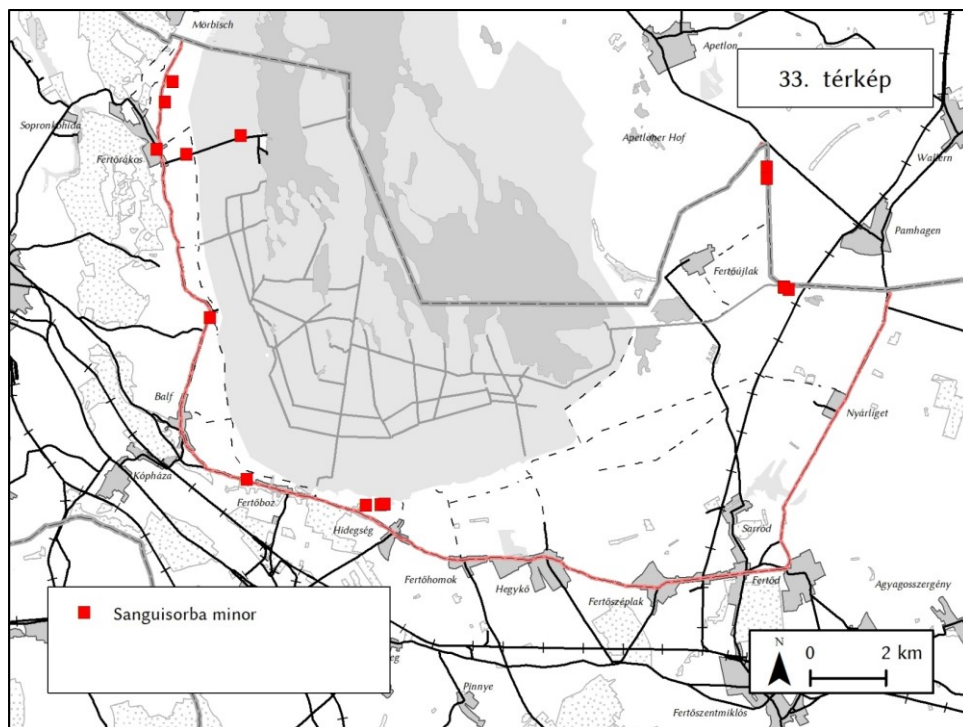 Mörbisch
Apetlon
33. térkép
Sopronkőhida
Fertőrákos
Apetloner Hof
Wallern
Pamhagen
Fertőújlak
Balf
Nyárliget
Kópháza
Fertőboz
Hidegség
Sarród
Fertőhomok
Hegykő
Fertőszéplak
Fertőd
Agyagosszergény
Sanguisorba minor
N
0 2 km
Pinnye
Fertőszentmiklós